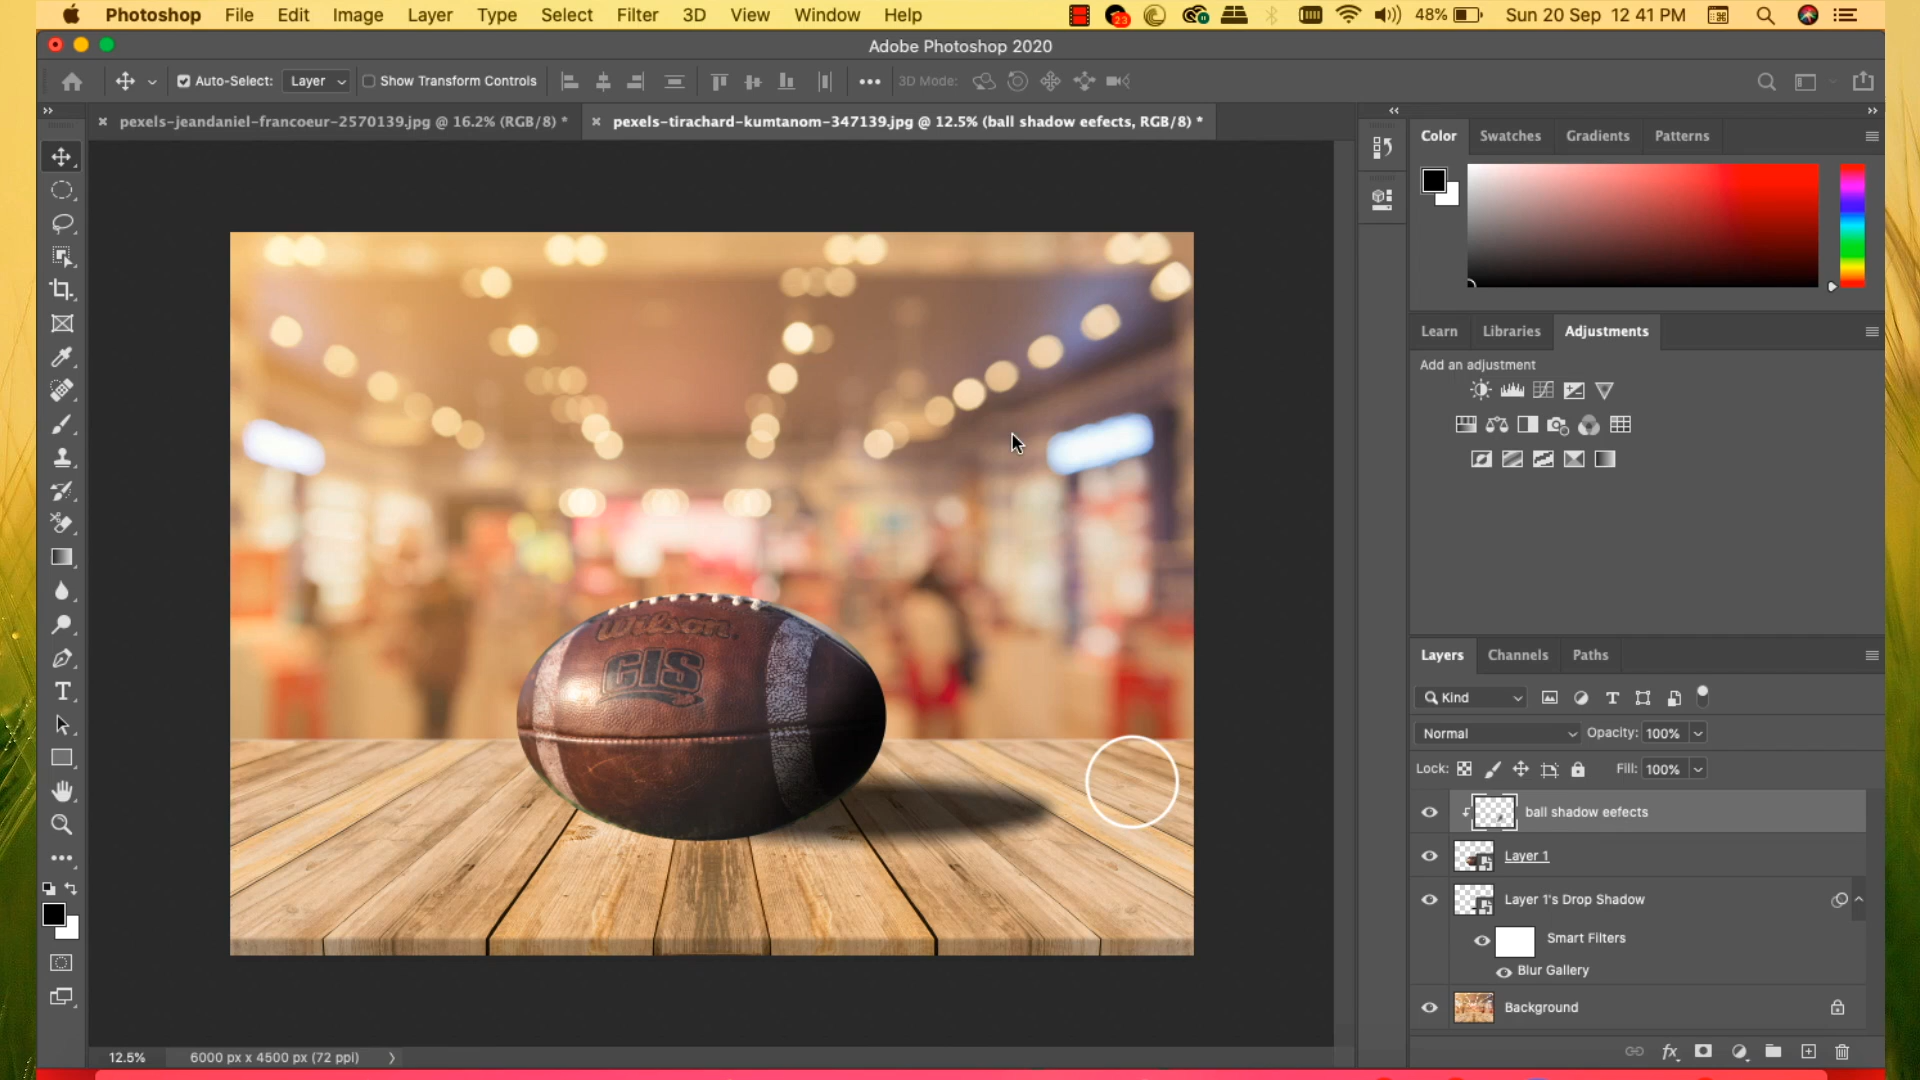 Photoshop File Edit Image Layer Type Select Filter 3D View Window Help 23 48% Sun 20 Sep 12 41 PM
Adobe Photoshop 2020
Auto-Select: Layer Show Transform Controls 3D Mode:
pexels-jeandaniel-francoeur-2570139.jpg @ 16.2% (RGB/8) * pexels-tirachard-kumtanom-347139.jpg @ 12.5% (ball shadow eefects, RGB/8) *
Color Swatches Gradients Patterns
Learn Libraries Adjustments
Add an adjustment
Wilson
CIS
Layers Channels Paths
Kind
Normal Opacity: 100%
Lock: Fill: 100%
ball shadow eefects
Layer 1
Layer 1's Drop Shadow
Smart Filters
Blur Gallery
Background
12.5% 6000 px x 4500 px (72 ppi)